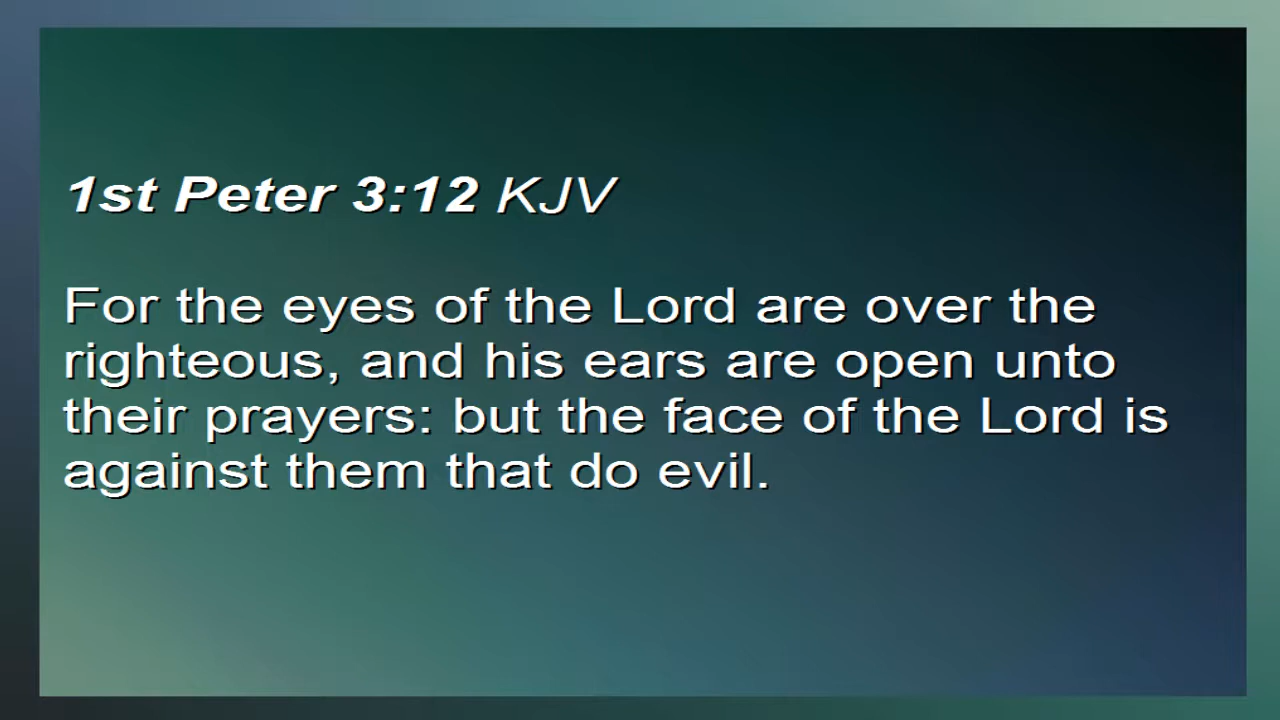 1st Peter 3:12 KJV
For the eyes of the Lord are over the
righteous, and his ears are open unto
their prayers: but the face of the Lord is
against them that do evil.